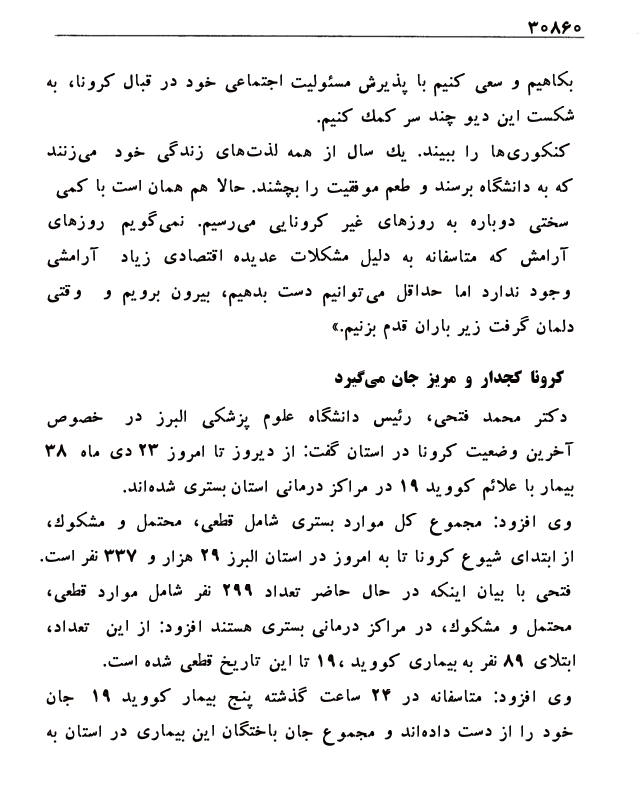 ۳۰۸۶۰
بکاهیم و سعی کنیم با پذیرش مسئولیت اجتماعی خود در قبال کرونا، به
شکست این دیو چند سر کمك کنیم.
کنکوری‌ها را ببیند. یك سال از همه لذت‌های زندگی خود می‌زنند
که به دانشگاه برسند و طعم موفقیت را بچشند. حالا هم همان است با کمی
سختی دوباره به روزهای غیر کرونایی می‌رسیم. نمی‌گویم روزهای
آرامش که متاسفانه به دلیل مشکلات عدیده اقتصادی زیاد آرامشی
وجود ندارد اما حداقل می‌توانیم دست بدهیم، بیرون برویم و وقتی
دلمان گرفت زیر باران قدم بزنیم.»
کرونا کجدار و مریز جان می‌گیرد
دکتر محمد فتحی، رئیس دانشگاه علوم پزشکی البرز در خصوص
آخرین وضعیت کرونا در استان گفت: از دیروز تا امروز ۲۳ دی ماه ۳۸
بیمار با علائم کووید ۱۹ در مراکز درمانی استان بستری شده‌اند.
وی افزود: مجموع کل موارد بستری شامل قطعی، محتمل و مشکوك،
از ابتدای شیوع کرونا تا به امروز در استان البرز ۲۹ هزار و ۳۳۷ نفر است.
فتحی با بیان اینکه در حال حاضر تعداد ۲۹۹ نفر شامل موارد قطعی،
محتمل و مشکوك، در مراکز درمانی بستری هستند افزود: از این تعداد،
ابتلای ۸۹ نفر به بیماری کووید ،۱۹ تا این تاریخ قطعی شده است.
وی افزود: متاسفانه در ۲۴ ساعت گذشته پنج بیمار کووید ۱۹ جان
خود را از دست داده‌اند و مجموع جان باختگان این بیماری در استان به